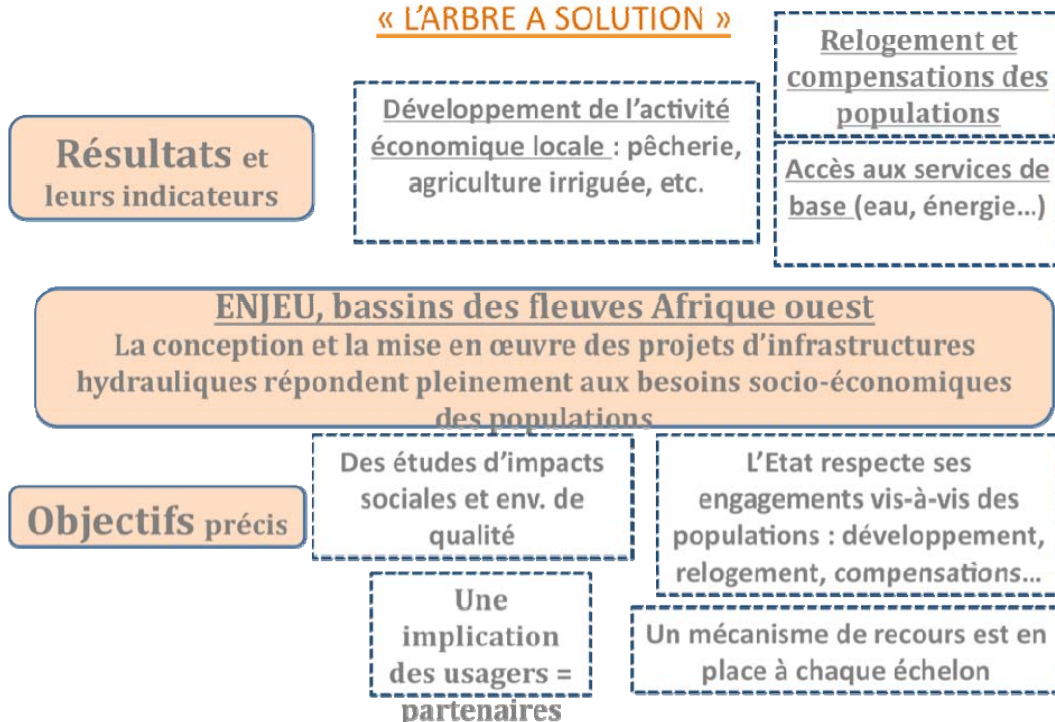 « L'ARBRE A SOLUTION »
Relogement et
compensations des
populations
Développement de l'activité
économique locale : pêcherie,
agriculture irriguée, etc.
Résultats et
leurs indicateurs
Accès aux services de
base (eau, énergie…)
ENJEU, bassins des fleuves Afrique ouest
La conception et la mise en œuvre des projets d'infrastructures
hydrauliques répondent pleinement aux besoins socio-économiques
des populations
Des études d'impacts
sociales et env. de
qualité
L'Etat respecte ses
engagements vis-à-vis des
populations : développement,
relogement, compensations…
Objectifs précis
Une
implication
des usagers =
partenaires
Un mécanisme de recours est en
place à chaque échelon